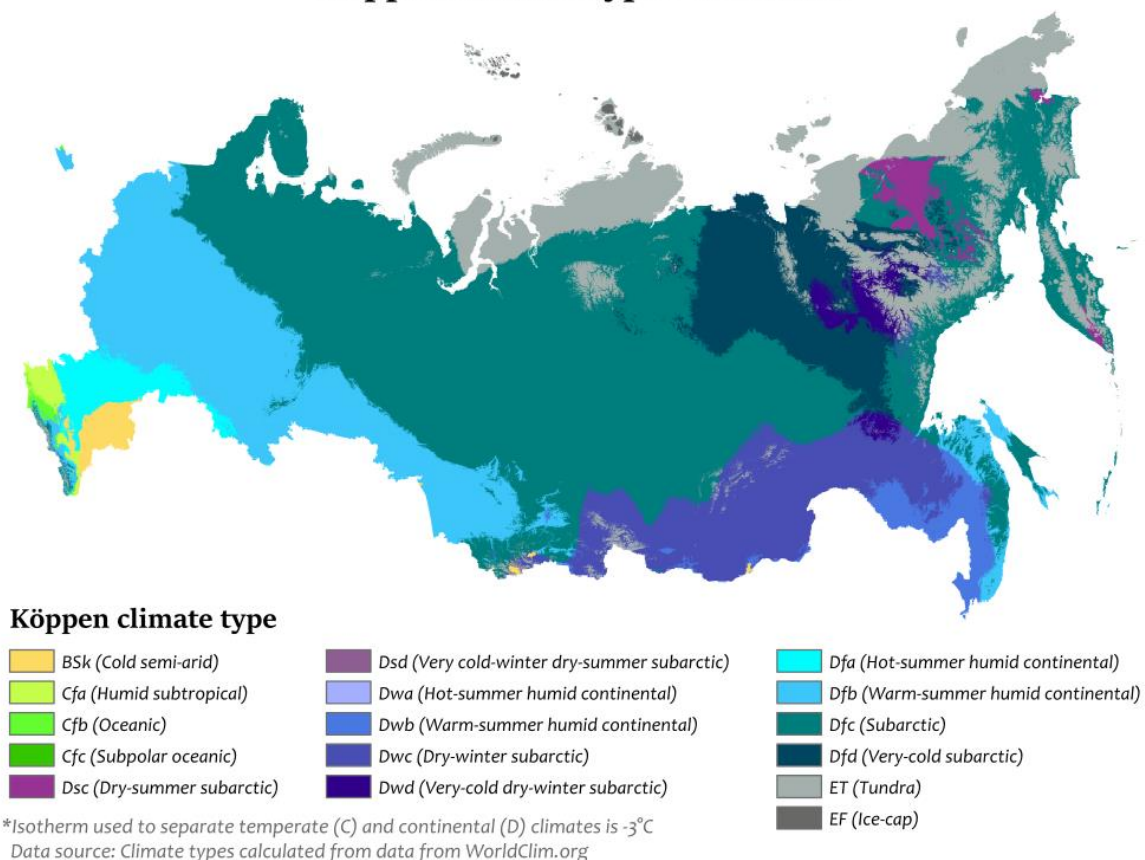 Köppen climate type
BSk (Cold semi-arid)
Cfa (Humid subtropical)
Cfb (Oceanic)
Cfc (Subpolar oceanic)
Dsc (Dry-summer subarctic)
Dsd (Very cold-winter dry-summer subarctic)
Dwa (Hot-summer humid continental)
Dwb (Warm-summer humid continental)
Dwc (Dry-winter subarctic)
Dwd (Very-cold dry-winter subarctic)
Dfa (Hot-summer humid continental)
Dfb (Warm-summer humid continental)
Dfc (Subarctic)
Dfd (Very-cold subarctic)
ET (Tundra)
EF (Ice-cap)
*Isotherm used to separate temperate (C) and continental (D) climates is -3°C
Data source: Climate types calculated from data from WorldClim.org